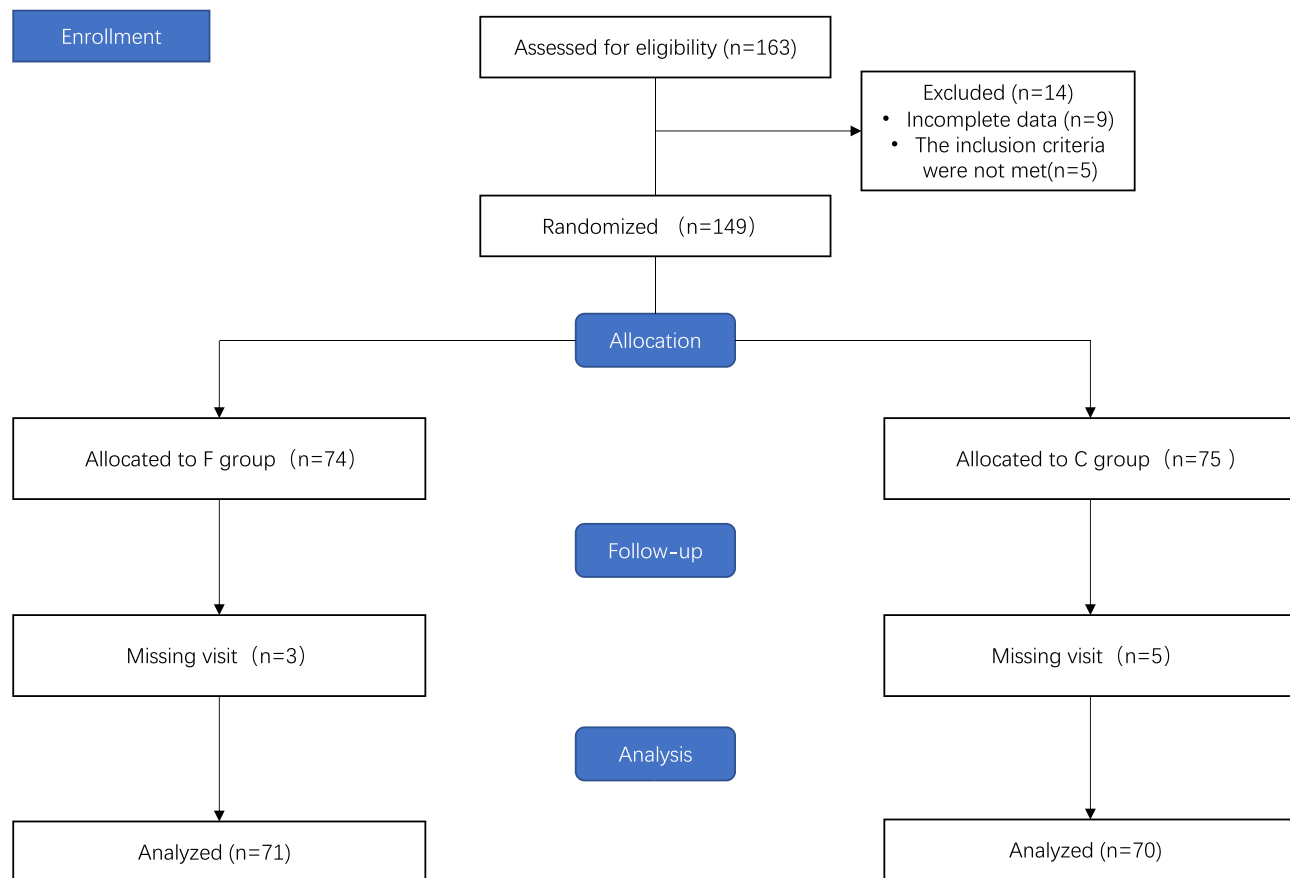 Enrollment
Assessed for eligibility (n=163)
Excluded (n=14)
• Incomplete data (n=9)
• The inclusion criteria
were not met(n=5)
Randomized （n=149）
Allocation
Allocated to F group（n=74）
Allocated to C group（n=75 ）
Follow-up
Missing visit（n=3）
Missing visit（n=5）
Analysis
Analyzed (n=71)
Analyzed (n=70)